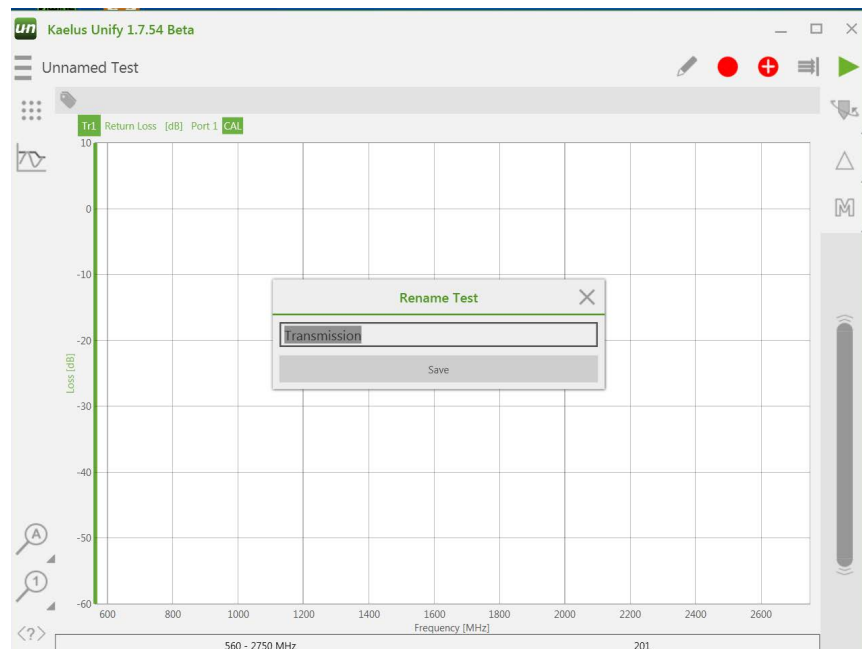 un Kaelus Unify 1.7.54 Beta
Unnamed Test
Tr1 Return Loss [dB] Port 1 CAL
10
0
-10
-20
-30
-40
-50
-60
Loss [dB]
Rename Test
Transmission
Save
M
A
1
<?>
600 800 1000 1200 1400 1600 1800 2000 2200 2400 2600
Frequency [MHz]
560 - 2750 MHz 201